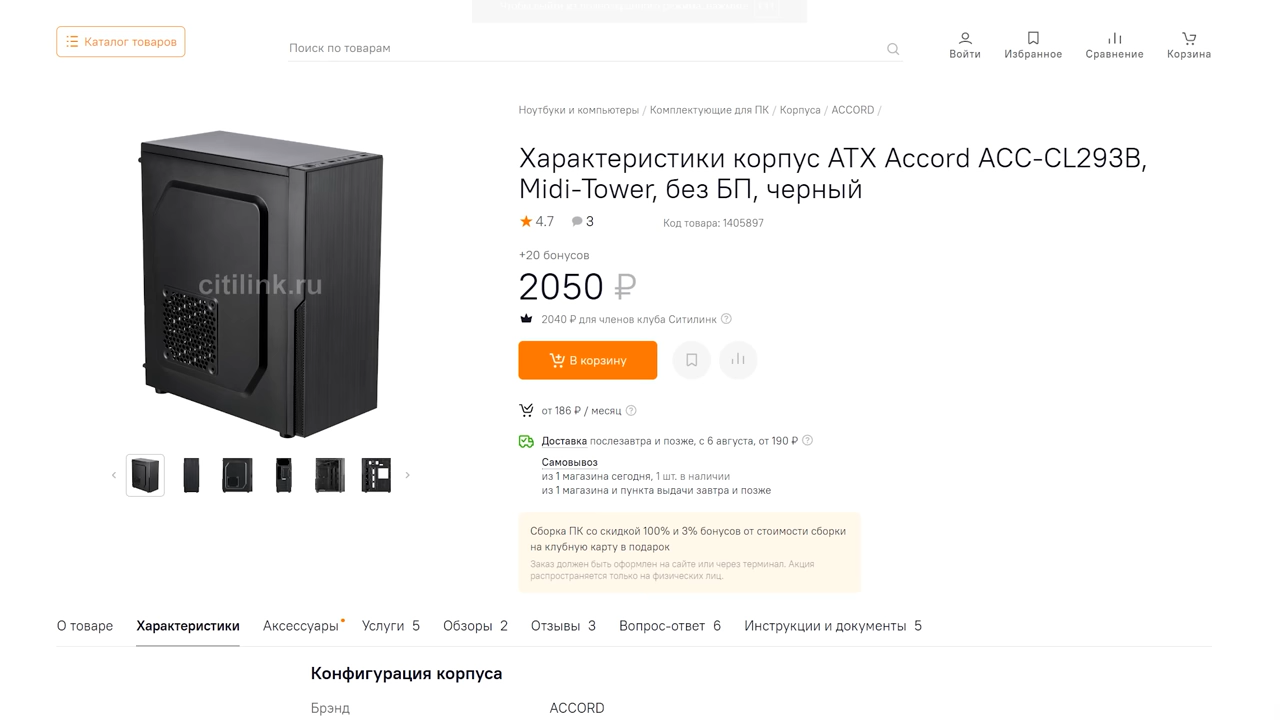 Каталог товаров
Поиск по товарам
Войти
Избранное
Сравнение
Корзина
Ноутбуки и компьютеры / Комплектующие для ПК / Корпуса / ACCORD /
Характеристики корпус ATX Accord ACC-CL293B,
Midi-Tower, без БП, черный
4.7
3
Код товара: 1405897
+20 бонусов
2050 ₽
2040 ₽ для членов клуба Ситилинк
В корзину
от 186 ₽ / месяц
Доставка послезавтра и позже, с 6 августа, от 190 ₽
Самовывоз
из 1 магазина сегодня, 1 шт. в наличии
из 1 магазина и пункта выдачи завтра и позже
Сборка ПК со скидкой 100% и 3% бонусов от стоимости сборки
на клубную карту в подарок
Заказ должен быть оформлен на сайте или через терминал. Акция
распространяется только на физических лиц.
citilink.ru
О товаре Характеристики Аксессуары Услуги 5 Обзоры 2 Отзывы 3 Вопрос-ответ 6 Инструкции и документы 5
Конфигурация корпуса
Брэнд ACCORD